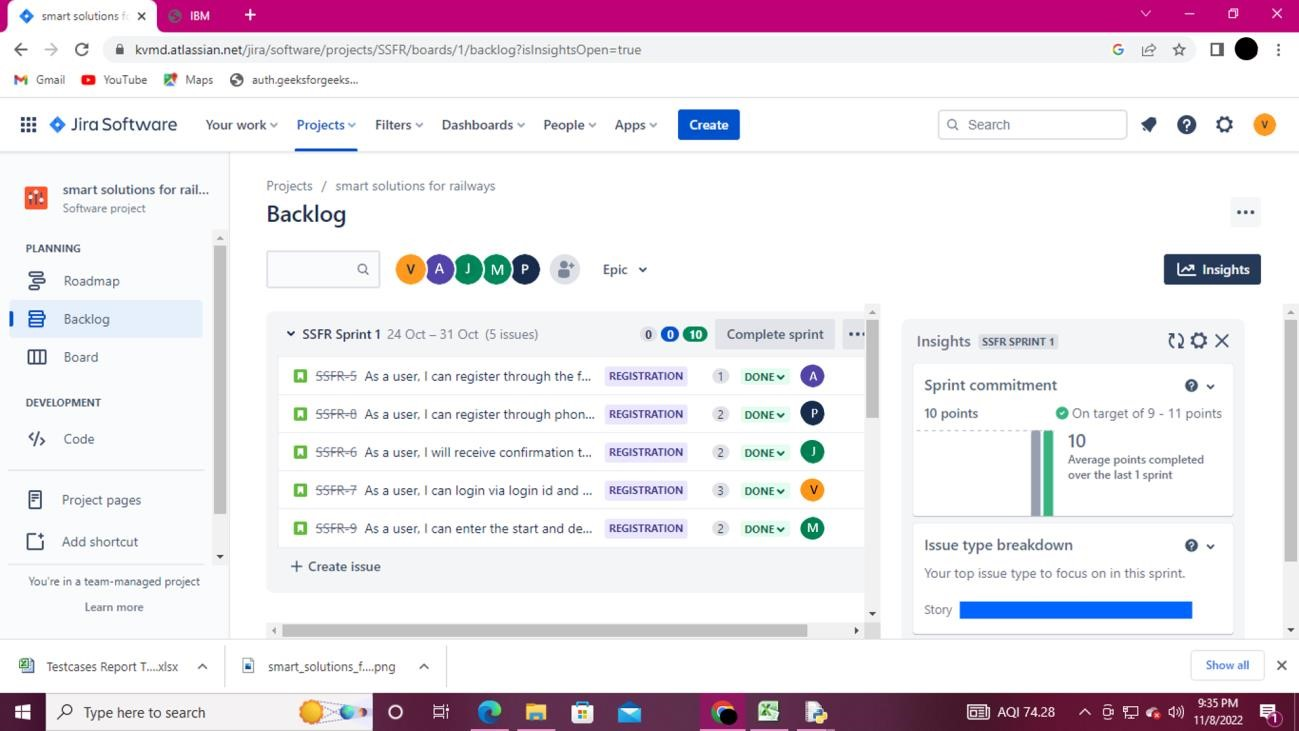 smart solutions f
IBM
kvmd.atlassian.net/jira/software/projects/SSFR/boards/1/backlog?isInsightsOpen=true
Gmail YouTube Maps auth.geeksforgeeks...
Jira Software Your work Projects Filters Dashboards People Apps Create Search V
smart solutions for rail...
Software project
PLANNING
Roadmap
Backlog
Board
DEVELOPMENT
Code
Project pages
Add shortcut
You're in a team-managed project
Learn more
Projects / smart solutions for railways
Backlog
V A J M P Epic Insights
SSFR Sprint 1 24 Oct – 31 Oct (5 issues) 0 0 10 Complete sprint
SSFR-5 As a user, I can register through the f... REGISTRATION 1 DONE A
SSFR-8 As a user, I can register through phon... REGISTRATION 2 DONE P
SSFR-6 As a user, I will receive confirmation t... REGISTRATION 2 DONE J
SSFR-7 As a user, I can login via login id and ... REGISTRATION 3 DONE V
SSFR-9 As a user, I can enter the start and de... REGISTRATION 2 DONE M
+ Create issue
Insights SSFR SPRINT 1
Sprint commitment
10 points On target of 9 - 11 points
10
Average points completed
over the last 1 sprint
Issue type breakdown
Your top issue type to focus on in this sprint.
Story
Testcases Report T....xlsx smart_solutions_f....png Show all
Type here to search AQI 74.28
9:35 PM
11/8/2022
1